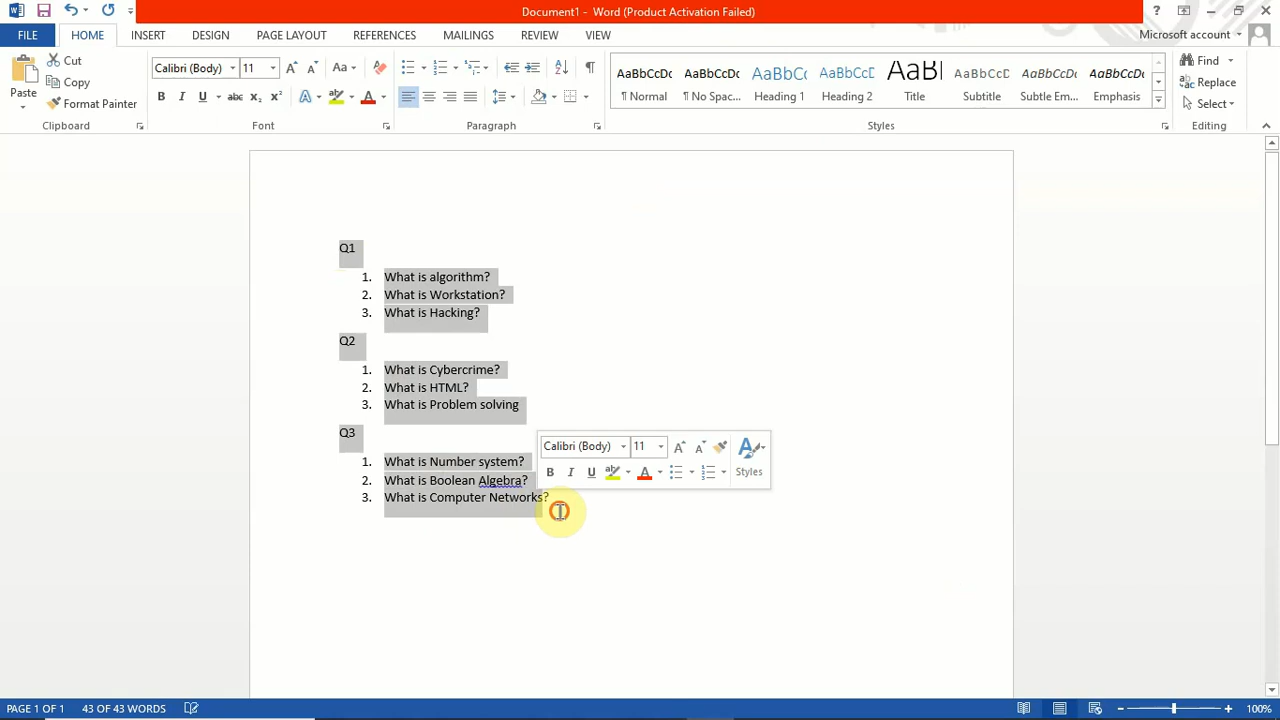 Document1 - Word (Product Activation Failed)
FILE HOME INSERT DESIGN PAGE LAYOUT REFERENCES MAILINGS REVIEW VIEW Microsoft account
Paste
Cut
Copy
Format Painter
Clipboard
Calibri (Body) 11
Font
Paragraph
AaBbCcDc AaBbCcDc AaBbCc AaBbCcD AaBl AaBbCcD AaBbCcDc AaBbCcDc
¶ Normal ¶ No Spac... Heading 1 Heading 2 Title Subtitle Subtle Em... Emphasis
Styles
Find
Replace
Select
Editing
Q1
1. What is algorithm?
2. What is Workstation?
3. What is Hacking?
Q2
1. What is Cybercrime?
2. What is HTML?
3. What is Problem solving
Q3
1. What is Number system?
2. What is Boolean Algebra?
3. What is Computer Networks?
Calibri (Body) 11
B I U A Styles
PAGE 1 OF 1 43 OF 43 WORDS 100%